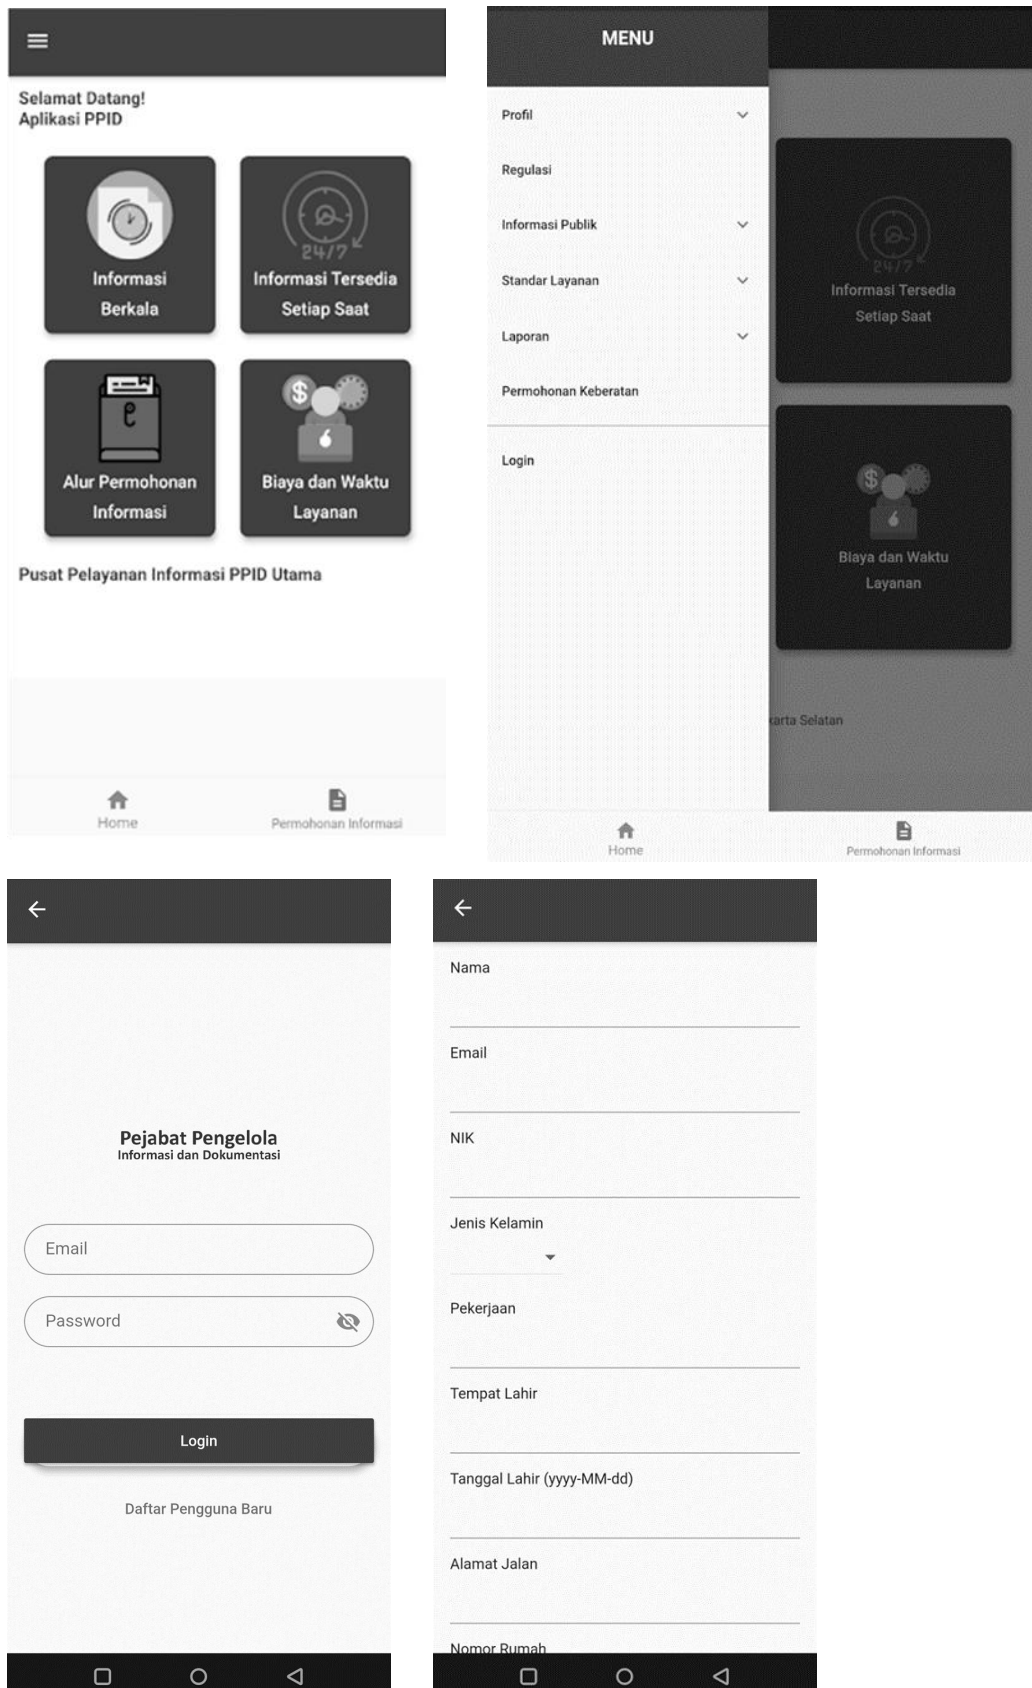 Selamat Datang!
Aplikasi PPID
Informasi
Berkala
24/7
Informasi Tersedia
Setiap Saat
Alur Permohonan
Informasi
$
Biaya dan Waktu
Layanan
Pusat Pelayanan Informasi PPID Utama
Home
Permohonan Informasi
MENU
Profil
Regulasi
Informasi Publik
Standar Layanan
Laporan
Permohonan Keberatan
Login
24/7
Informasi Tersedia
Setiap Saat
$
Biaya dan Waktu
Layanan
karta Selatan
Home
Permohonan Informasi
Pejabat Pengelola
Informasi dan Dokumentasi
Email
Password
Login
Daftar Pengguna Baru
Nama
Email
NIK
Jenis Kelamin
Pekerjaan
Tempat Lahir
Tanggal Lahir (yyyy-MM-dd)
Alamat Jalan
Nomor Rumah